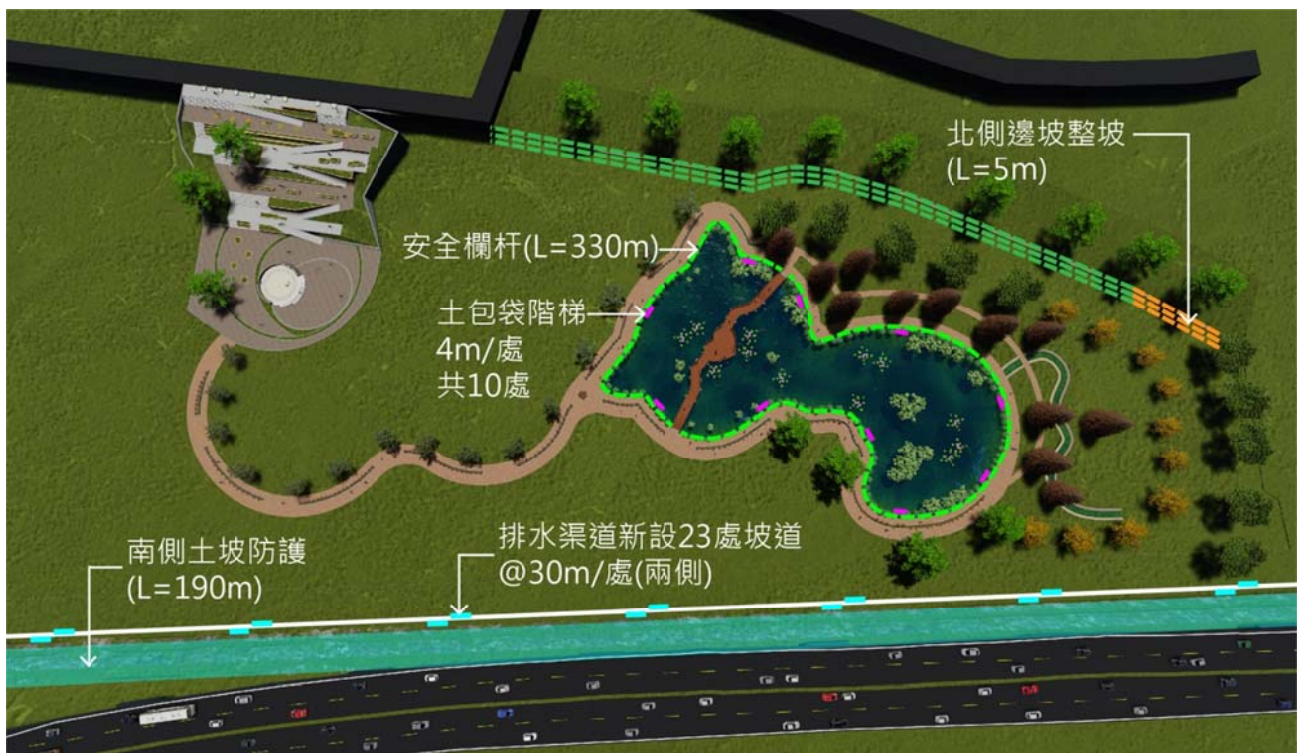 北側邊坡整坡
(L=5m)
安全欄杆(L=330m)
土包袋階梯
4m/處
共10處
排水渠道新設23處坡道
@30m/處(兩側)
南側土坡防護
(L=190m)